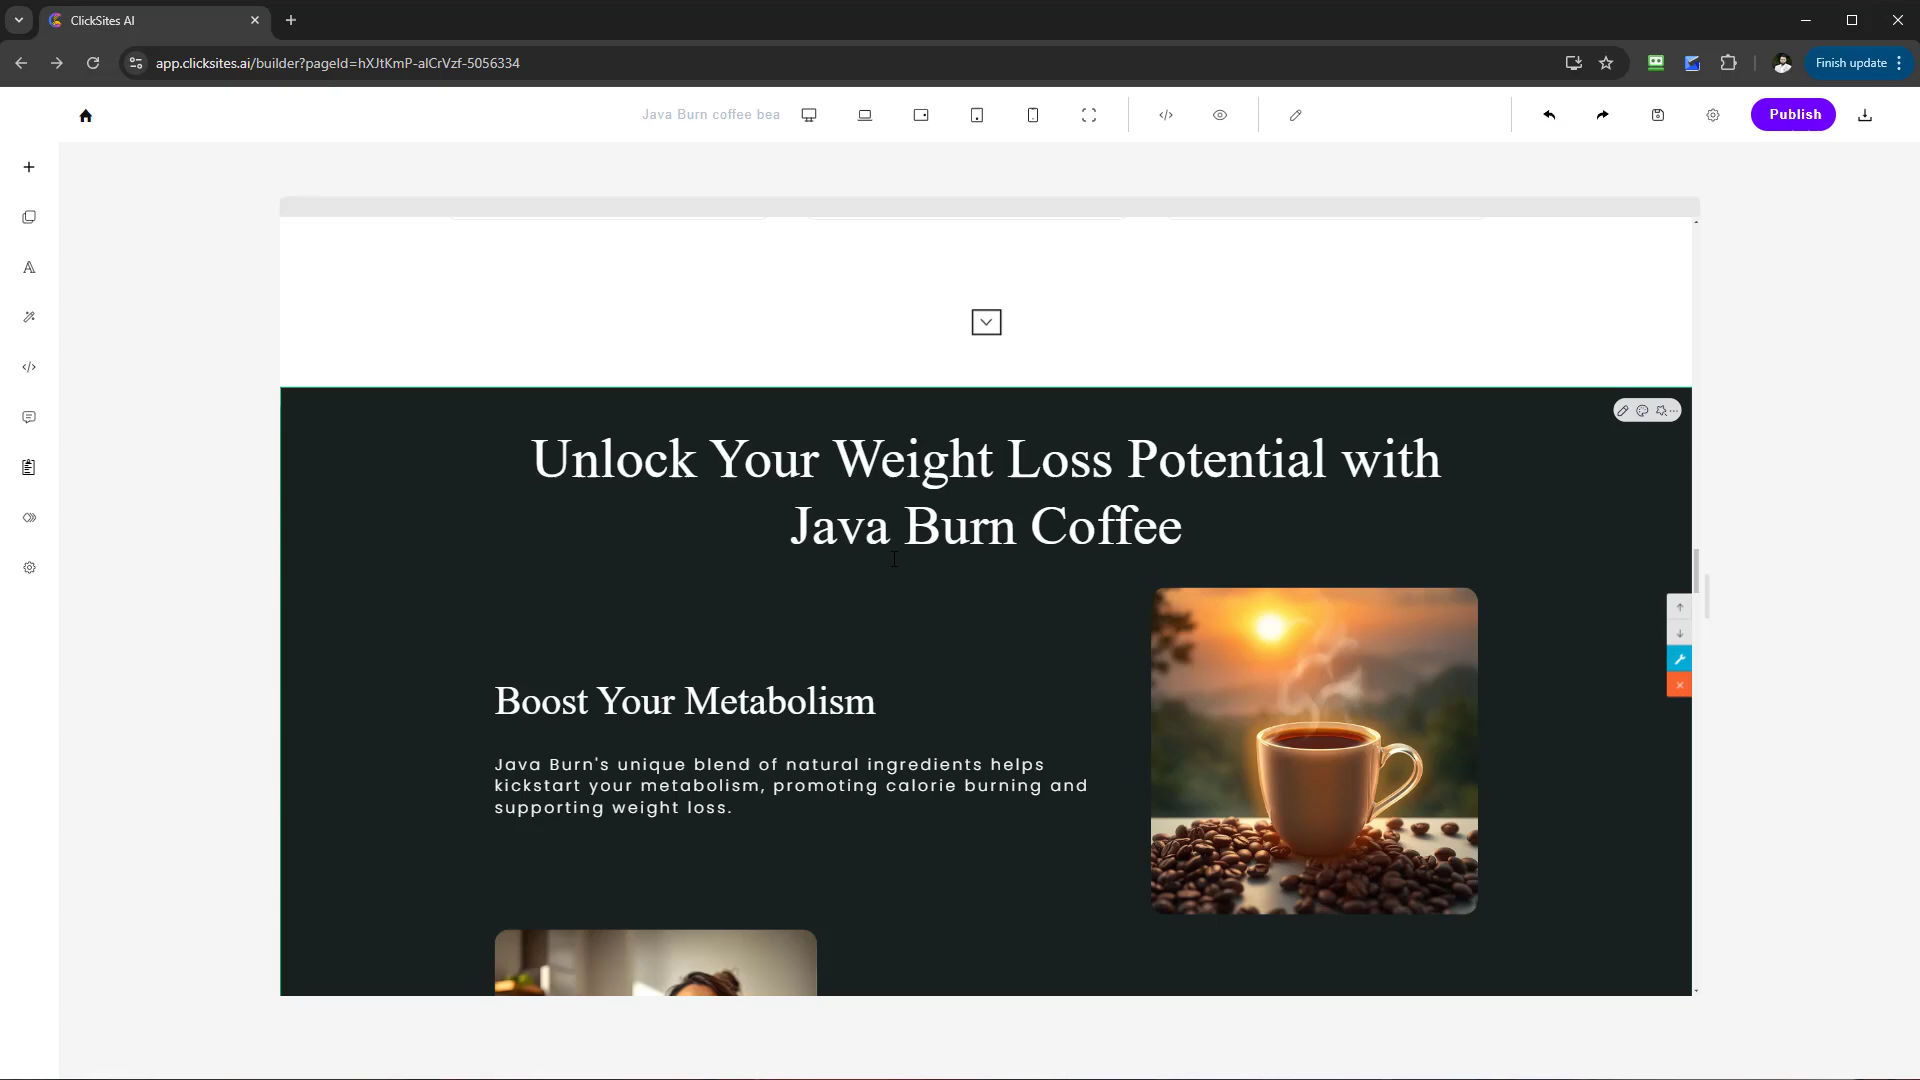 ClickSites AI
app.clicksites.ai/builder?pageId=hXJtKmP-alCrVzf-5056334
Finish update
Java Burn coffee bea
Publish
Unlock Your Weight Loss Potential with
Java Burn Coffee
Boost Your Metabolism
Java Burn's unique blend of natural ingredients helps
kickstart your metabolism, promoting calorie burning and
supporting weight loss.